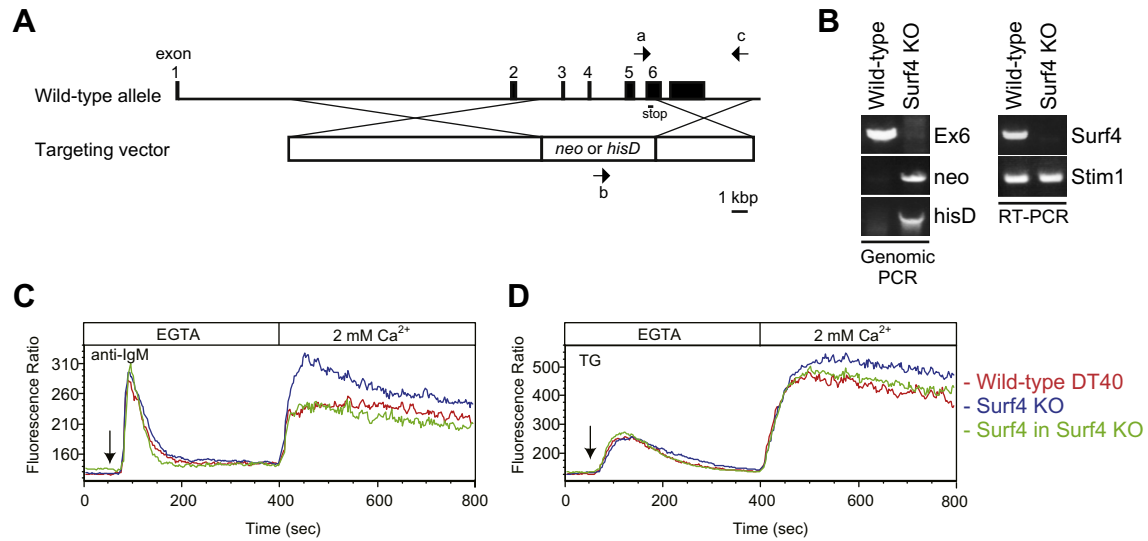 A
exon
1 2 3 4 5 6
a c
Wild-type allele
stop
Targeting vector
neo or hisD
b
1 kbp
B
Wild-type
Surf4 KO
Ex6
neo
hisD
Genomic
PCR
Wild-type
Surf4 KO
Surf4
Stim1
RT-PCR
C
EGTA
2 mM Ca²⁺
anti-IgM
Fluorescence Ratio
310
260
210
160
0 200 400 600 800
Time (sec)
D
EGTA
2 mM Ca²⁺
TG
Fluorescence Ratio
500
400
300
200
0 200 400 600 800
Time (sec)
- Wild-type DT40
- Surf4 KO
- Surf4 in Surf4 KO